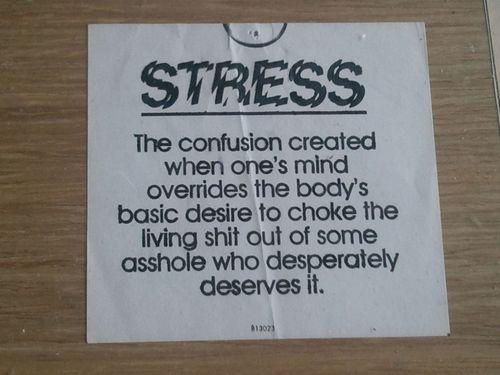 STRESS
The confusion created
when one's mind
overrides the body's
basic desire to choke the
living shit out of some
asshole who desperately
deserves it.
A13023